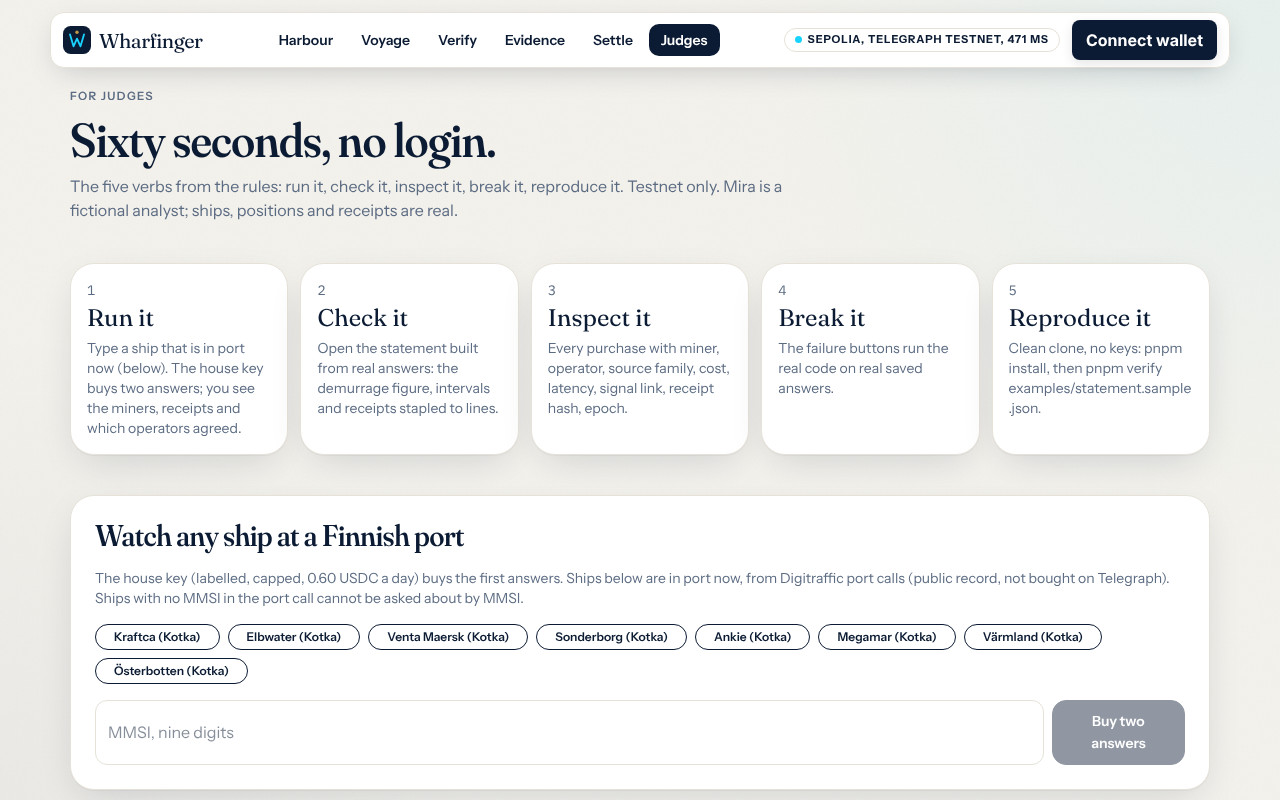 Wharfinger
Harbour
Voyage
Verify
Evidence
Settle
Judges
SEPOLIA, TELEGRAPH TESTNET, 471 MS
Connect wallet
FOR JUDGES
Sixty seconds, no login.
The five verbs from the rules: run it, check it, inspect it, break it, reproduce it. Testnet only. Mira is a
fictional analyst; ships, positions and receipts are real.
1
Run it
Type a ship that is in port
now (below). The house key
buys two answers; you see
the miners, receipts and
which operators agreed.
2
Check it
Open the statement built
from real answers: the
demurrage figure, intervals
and receipts stapled to lines.
3
Inspect it
Every purchase with miner,
operator, source family, cost,
latency, signal link, receipt
hash, epoch.
4
Break it
The failure buttons run the
real code on real saved
answers.
5
Reproduce it
Clean clone, no keys: pnpm
install, then pnpm verify
examples/statement.sample
.json.
Watch any ship at a Finnish port
The house key (labelled, capped, 0.60 USDC a day) buys the first answers. Ships below are in port now, from Digitraffic port calls (public record, not bought on Telegraph).
Ships with no MMSI in the port call cannot be asked about by MMSI.
Kraftca (Kotka)
Elbwater (Kotka)
Venta Maersk (Kotka)
Sonderborg (Kotka)
Ankie (Kotka)
Megamar (Kotka)
Värmland (Kotka)
Österbotten (Kotka)
MMSI, nine digits
Buy two
answers